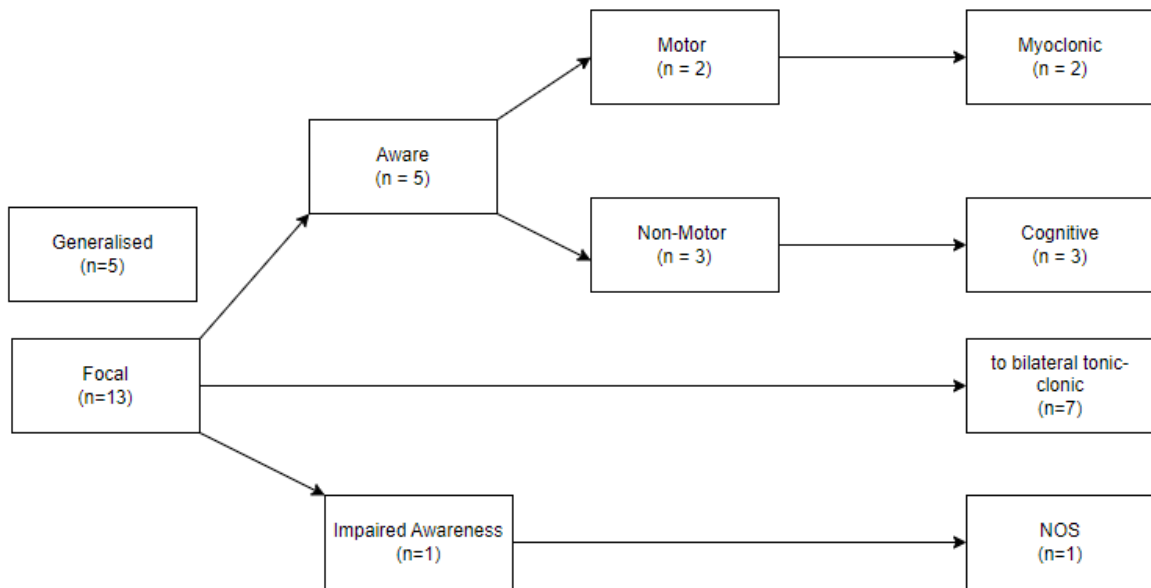 Motor
(n = 2)
Myoclonic
(n = 2)
Aware
(n = 5)
Generalised
(n=5)
Non-Motor
(n = 3)
Cognitive
(n = 3)
Focal
(n=13)
to bilateral tonic-
clonic
(n=7)
Impaired Awareness
(n=1)
NOS
(n=1)